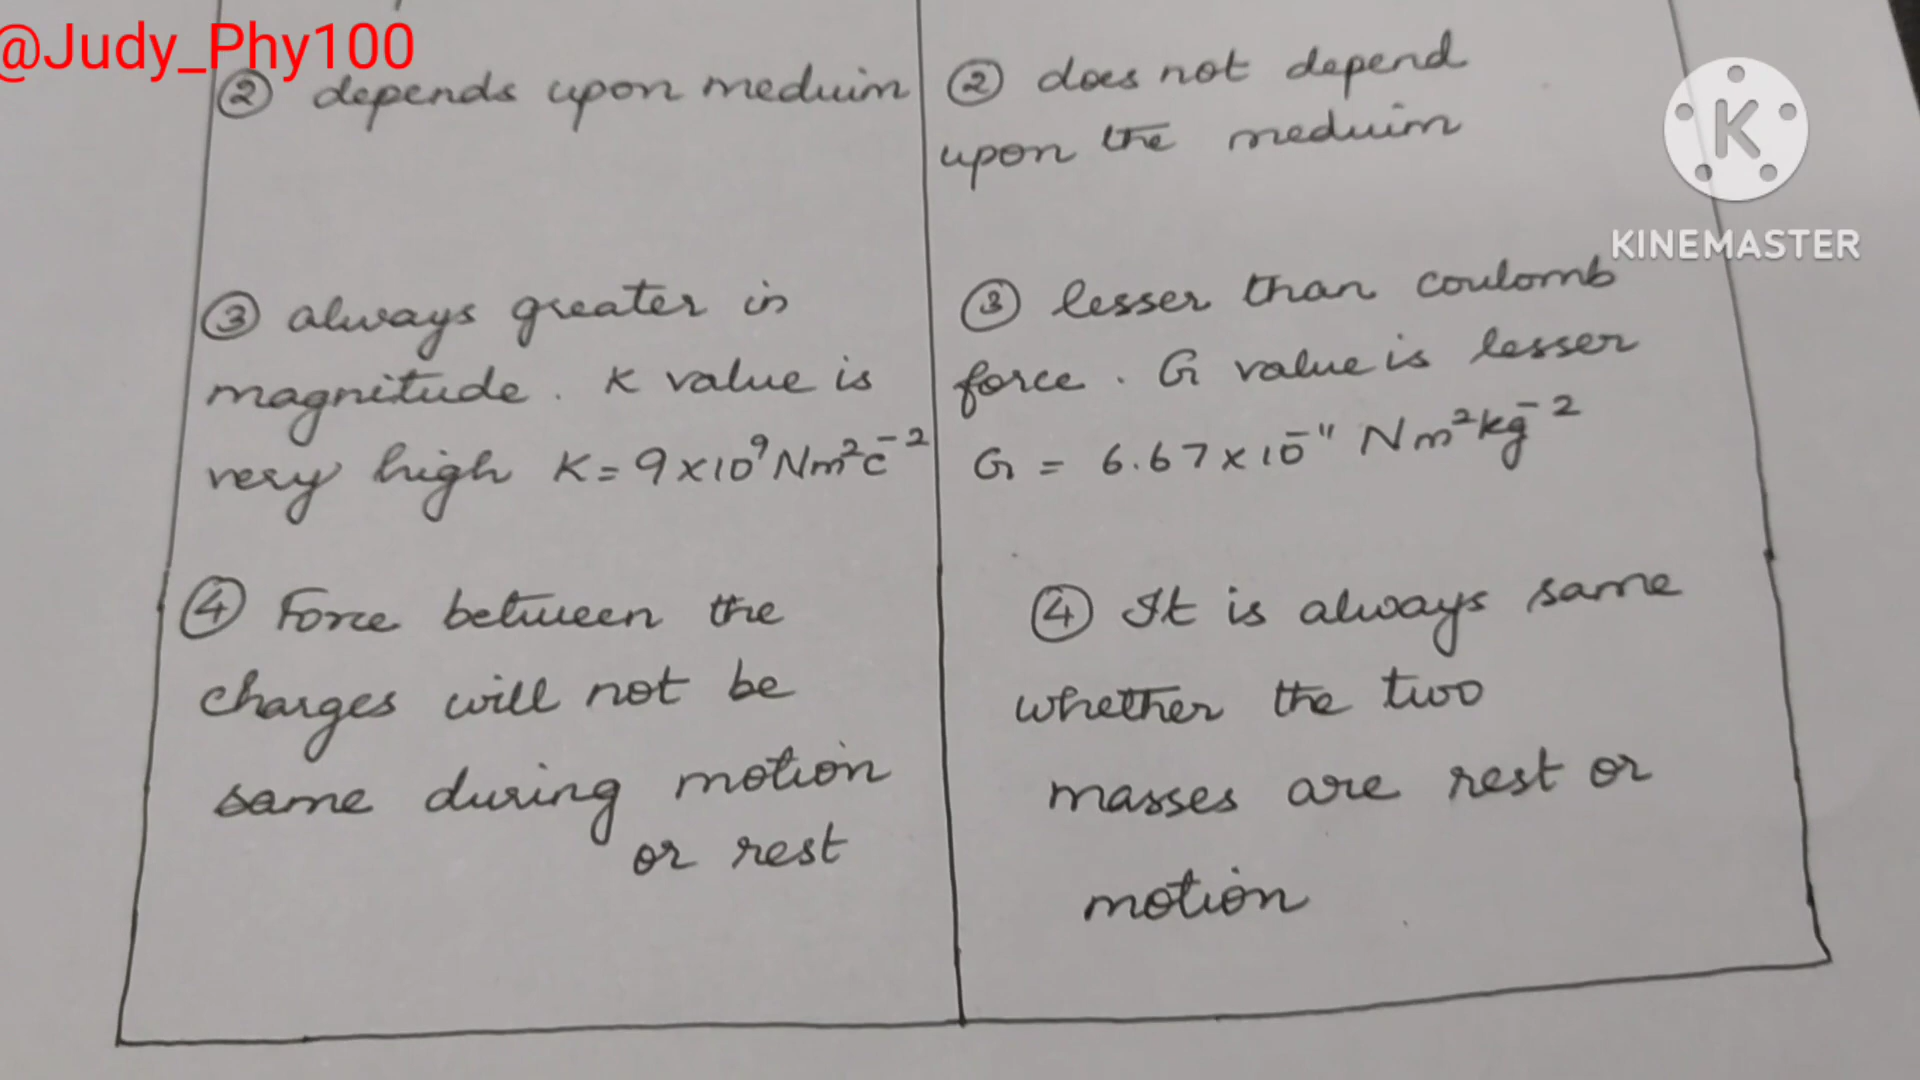 @Judy_Phy100
② depends upon meduim
③ always greater in
magnitude. K value is
very high K = 9 x 10⁹ Nm²c⁻²
④ Force between the
charges will not be
same during motion
or rest
② does not depend
upon the meduim
③ lesser than coulomb
force. G value is lesser
G = 6.67 x 10⁻¹¹ Nm²kg⁻²
④ It is always same
whether the two
masses are rest or
motion
K
KINEMASTER